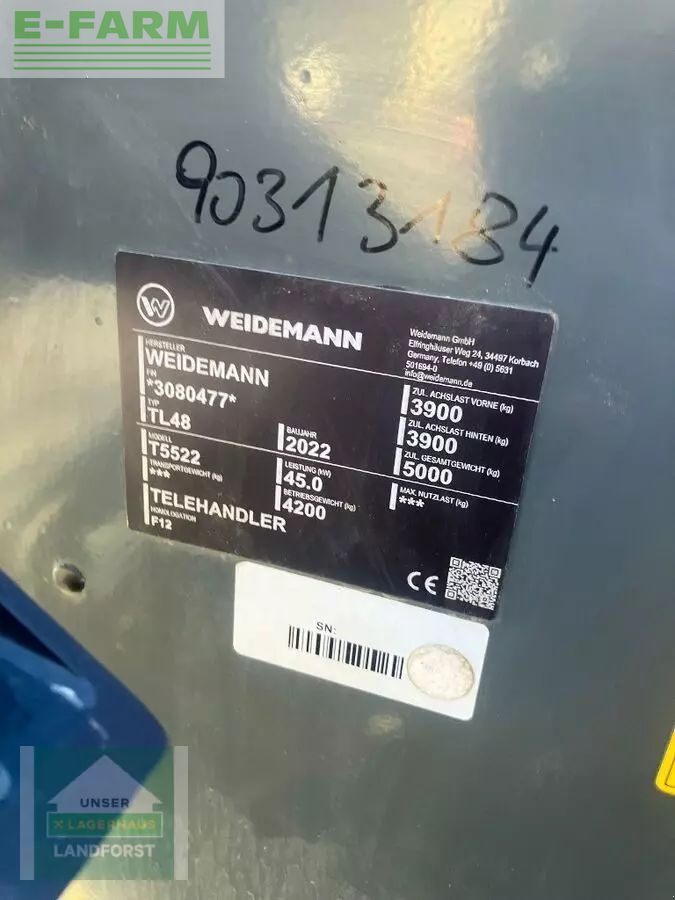 E-FARM
90313184
W WEIDEMANN
Weidemann GmbH
Elfringhäuser Weg 24, 34497 Korbach
Germany, Telefon +49 (0) 5631
501694-0
info@weidemann.de
HERSTELLER
WEIDEMANN
FIN
*3080477*
TYP
TL48
MODELL
T5522
TRANSPORTGEWICHT (kg)
***
TELEHANDLER
HOMOLOGATION
F12
BAUJAHR
2022
LEISTUNG (kW)
45.0
BETRIEBSGEWICHT (kg)
4200
ZUL. ACHSLAST VORNE (kg)
3900
ZUL. ACHSLAST HINTEN (kg)
3900
ZUL. GESAMTGEWICHT (kg)
5000
MAX. NUTZLAST (kg)
***
CE
SN:
UNSER
X LAGERHAUS
LANDFORST